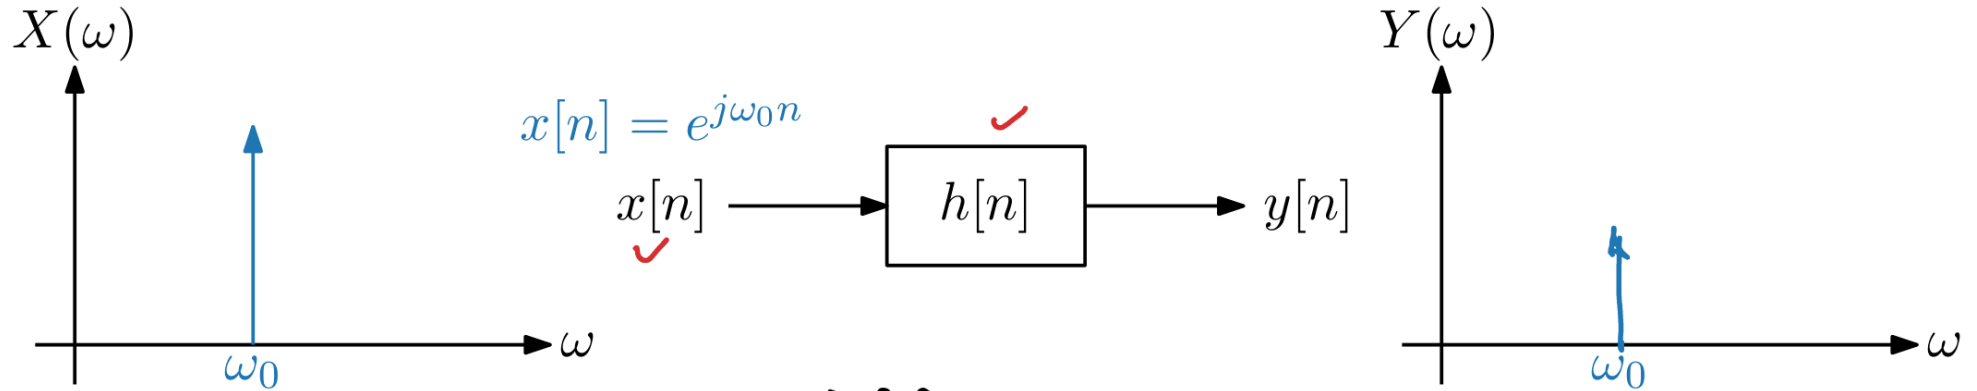 X(ω)
ω
ω₀
x[n] = e^{jω₀n}
x[n]
h[n]
y[n]
Y(ω)
ω
ω₀